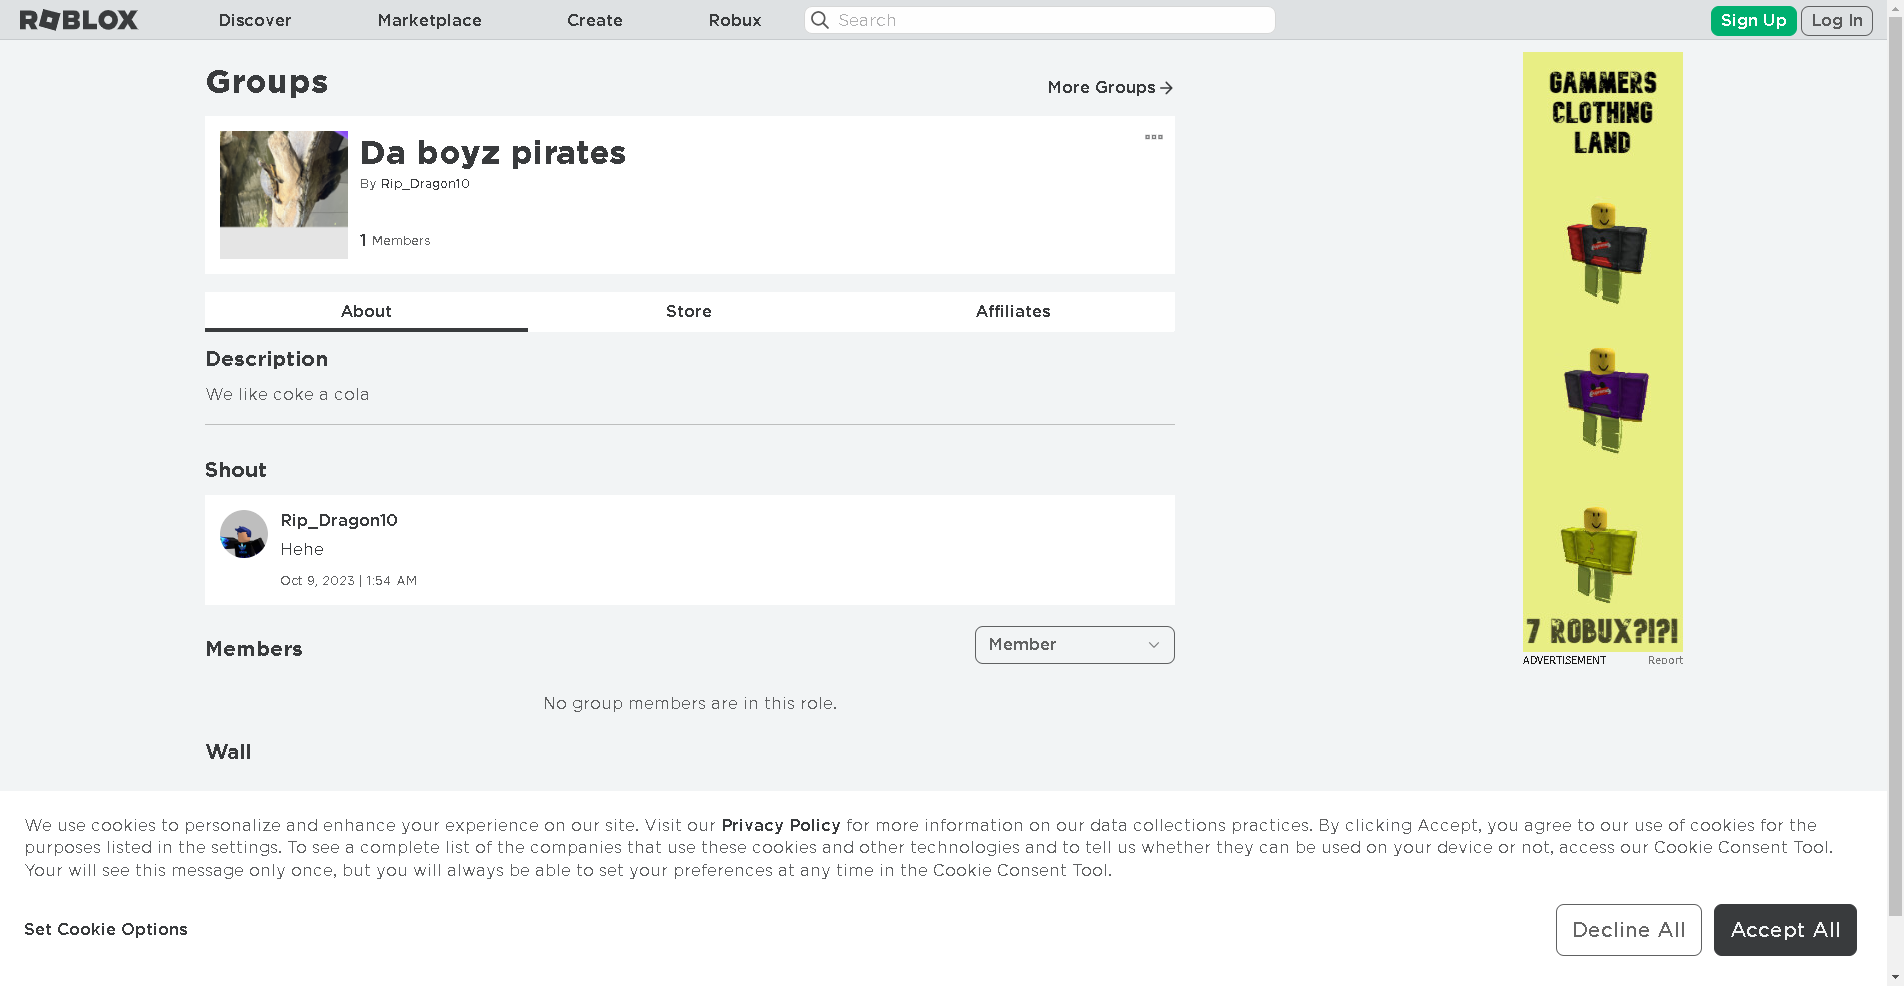 ROBLOX
Discover
Marketplace
Create
Robux
Search
Sign Up
Log In
Groups
More Groups
Da boyz pirates
By Rip_Dragon10
1 Members
About
Store
Affiliates
Description
We like coke a cola
Shout
Rip_Dragon10
Hehe
Oct 9, 2023 | 1:54 AM
Members
Member
No group members are in this role.
Wall
GAMMERS
CLOTHING
LAND
7 ROBUX?!?!
ADVERTISEMENT
Report
We use cookies to personalize and enhance your experience on our site. Visit our Privacy Policy for more information on our data collections practices. By clicking Accept, you agree to our use of cookies for the
purposes listed in the settings. To see a complete list of the companies that use these cookies and other technologies and to tell us whether they can be used on your device or not, access our Cookie Consent Tool.
Your will see this message only once, but you will always be able to set your preferences at any time in the Cookie Consent Tool.
Set Cookie Options
Decline All
Accept All